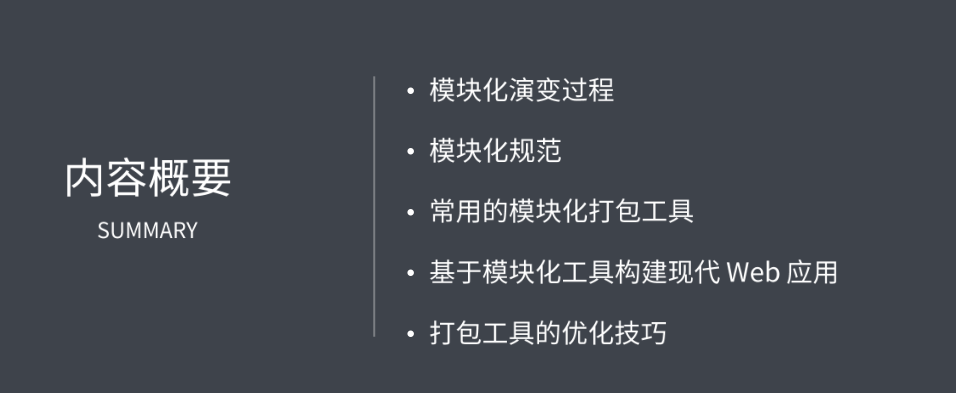 内容概要
SUMMARY
• 模块化演变过程
• 模块化规范
• 常用的模块化打包工具
• 基于模块化工具构建现代 Web 应用
• 打包工具的优化技巧